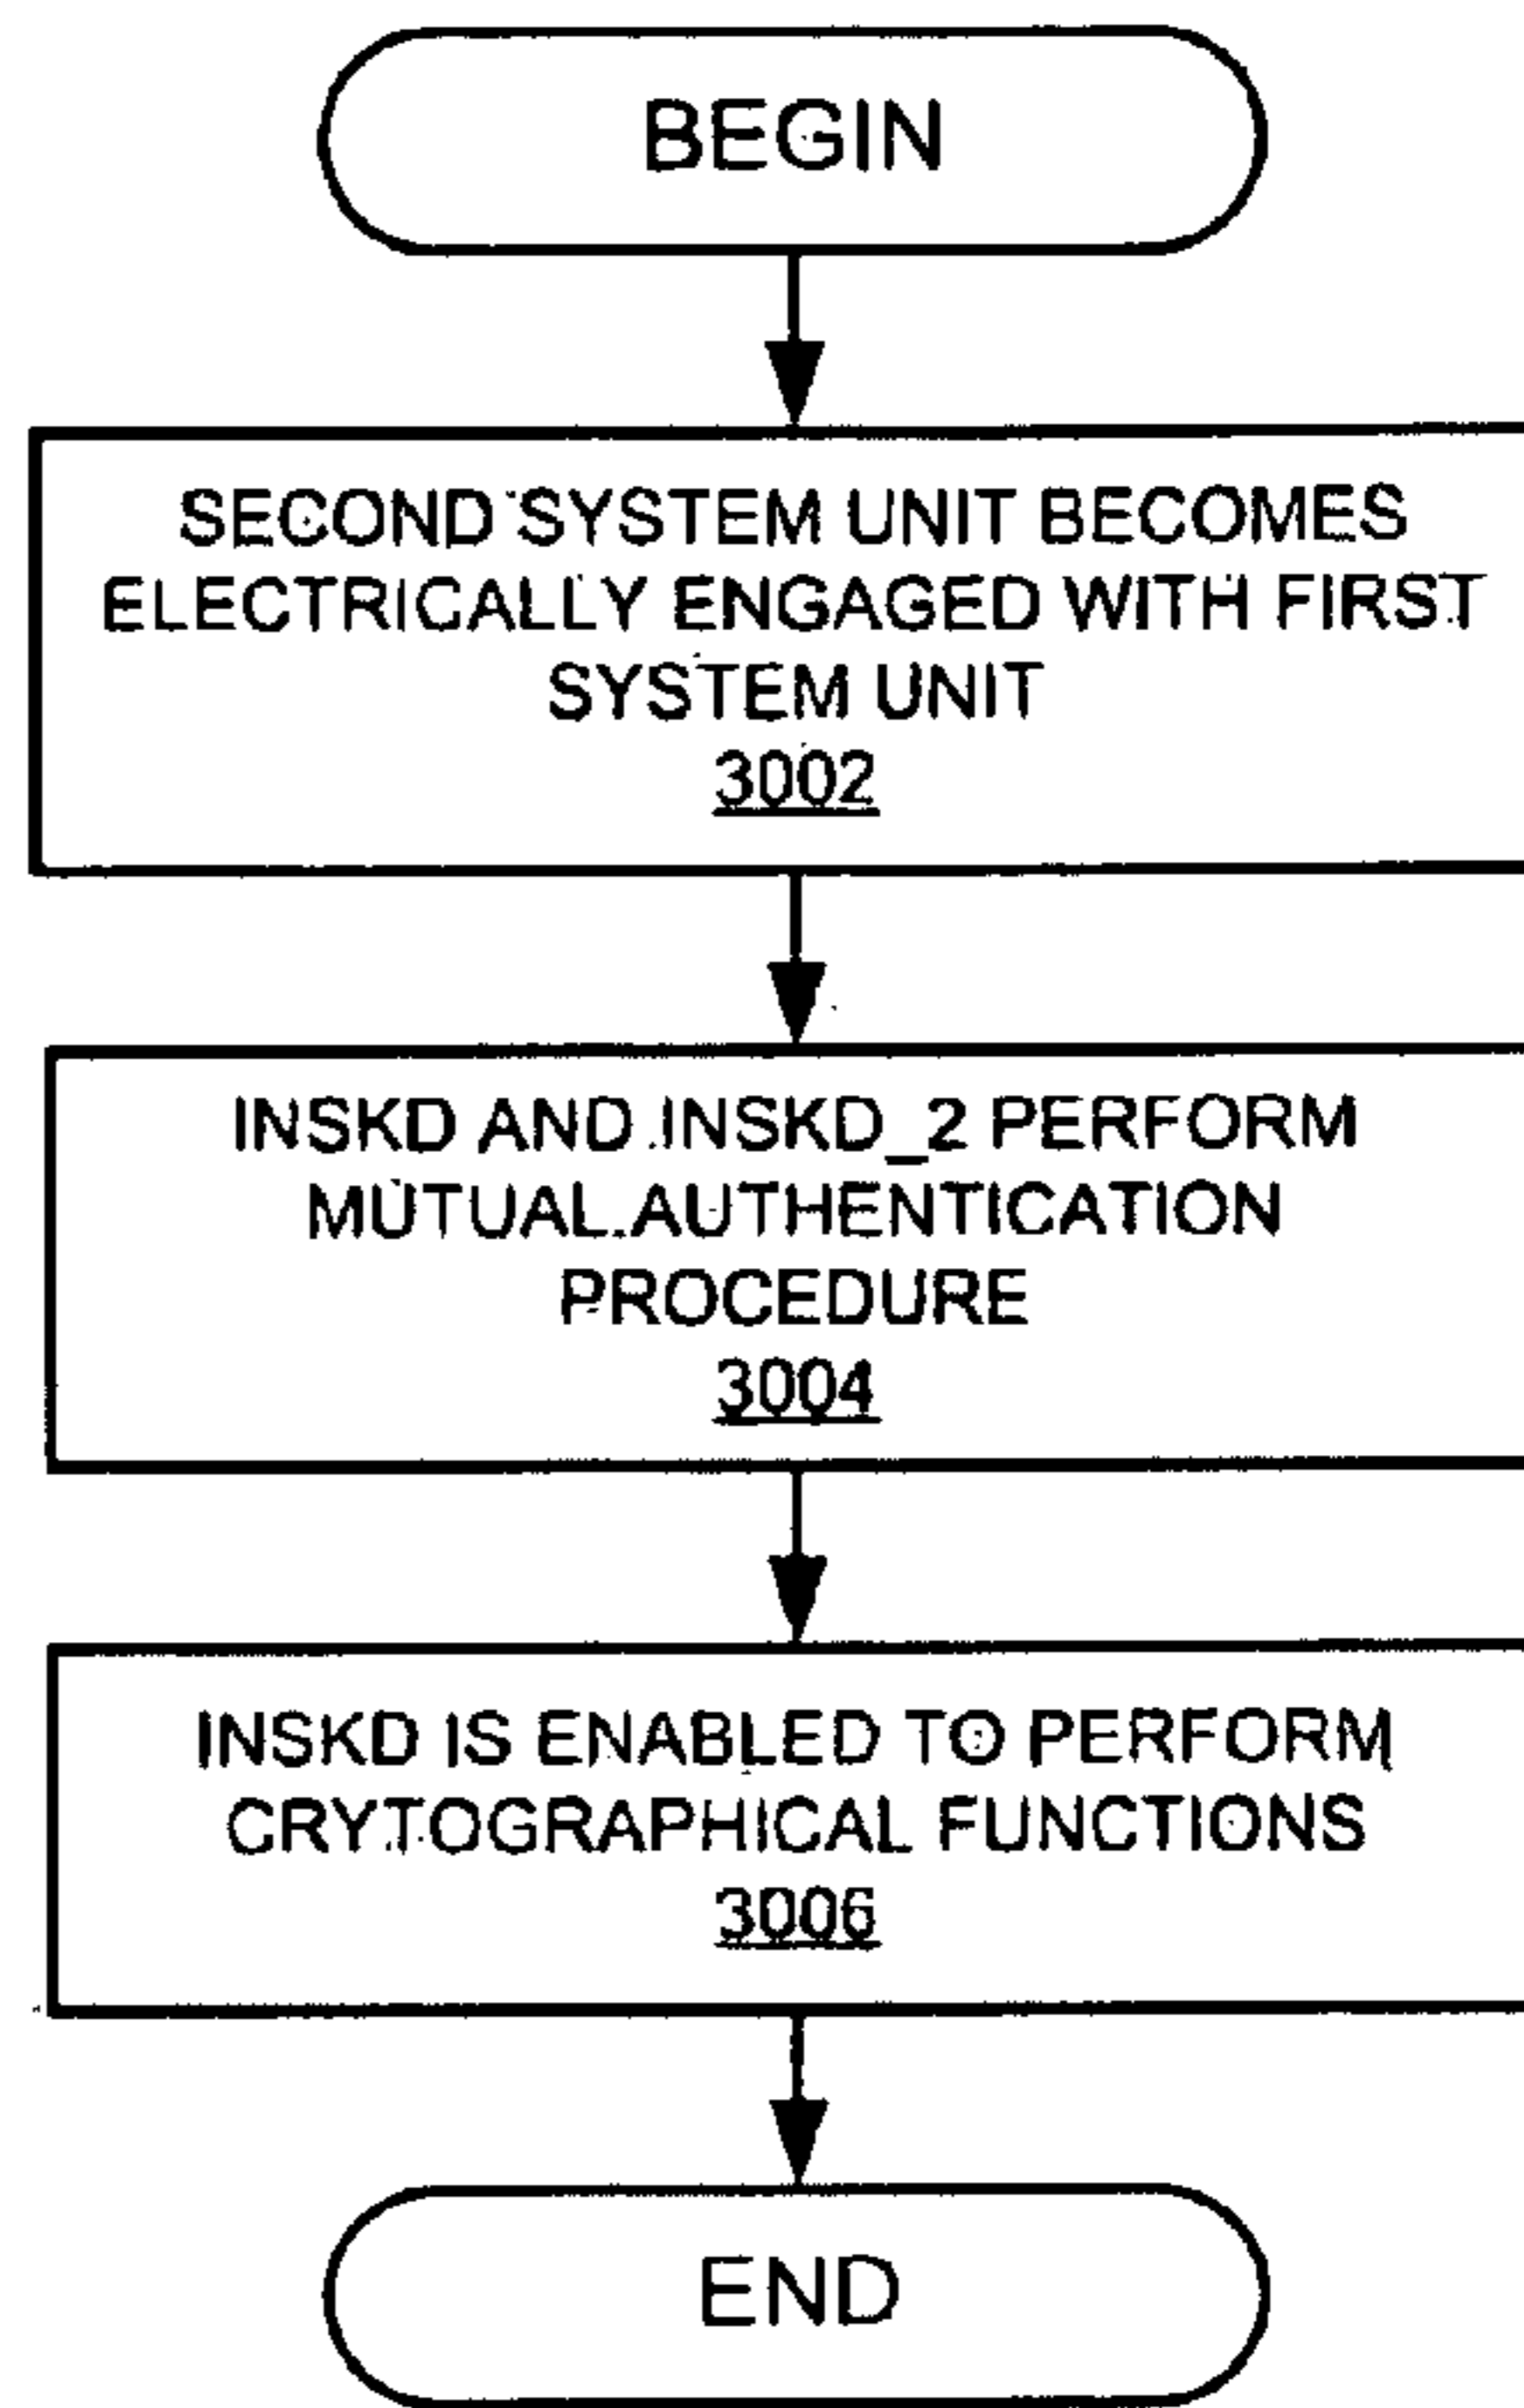 BEGIN
SECOND SYSTEM UNIT BECOMES
ELECTRICALLY ENGAGED WITH FIRST
SYSTEM UNIT
3002
INSKD AND INSKD_2 PERFORM
MUTUAL AUTHENTICATION
PROCEDURE
3004
INSKD IS ENABLED TO PERFORM
CRYTOGRAPHICAL FUNCTIONS
3006
END